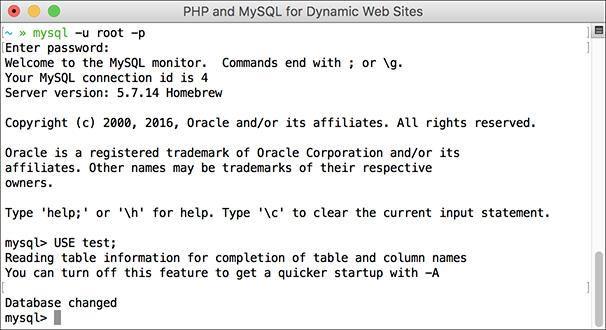 PHP and MySQL for Dynamic Web Sites
~ » mysql -u root -p
Enter password:
Welcome to the MySQL monitor.  Commands end with ; or \g.
Your MySQL connection id is 4
Server version: 5.7.14 Homebrew
Copyright (c) 2000, 2016, Oracle and/or its affiliates. All rights reserved.
Oracle is a registered trademark of Oracle Corporation and/or its
affiliates. Other names may be trademarks of their respective
owners.
Type 'help;' or '\h' for help. Type '\c' to clear the current input statement.
mysql> USE test;
Reading table information for completion of table and column names
You can turn off this feature to get a quicker startup with -A
Database changed
mysql>